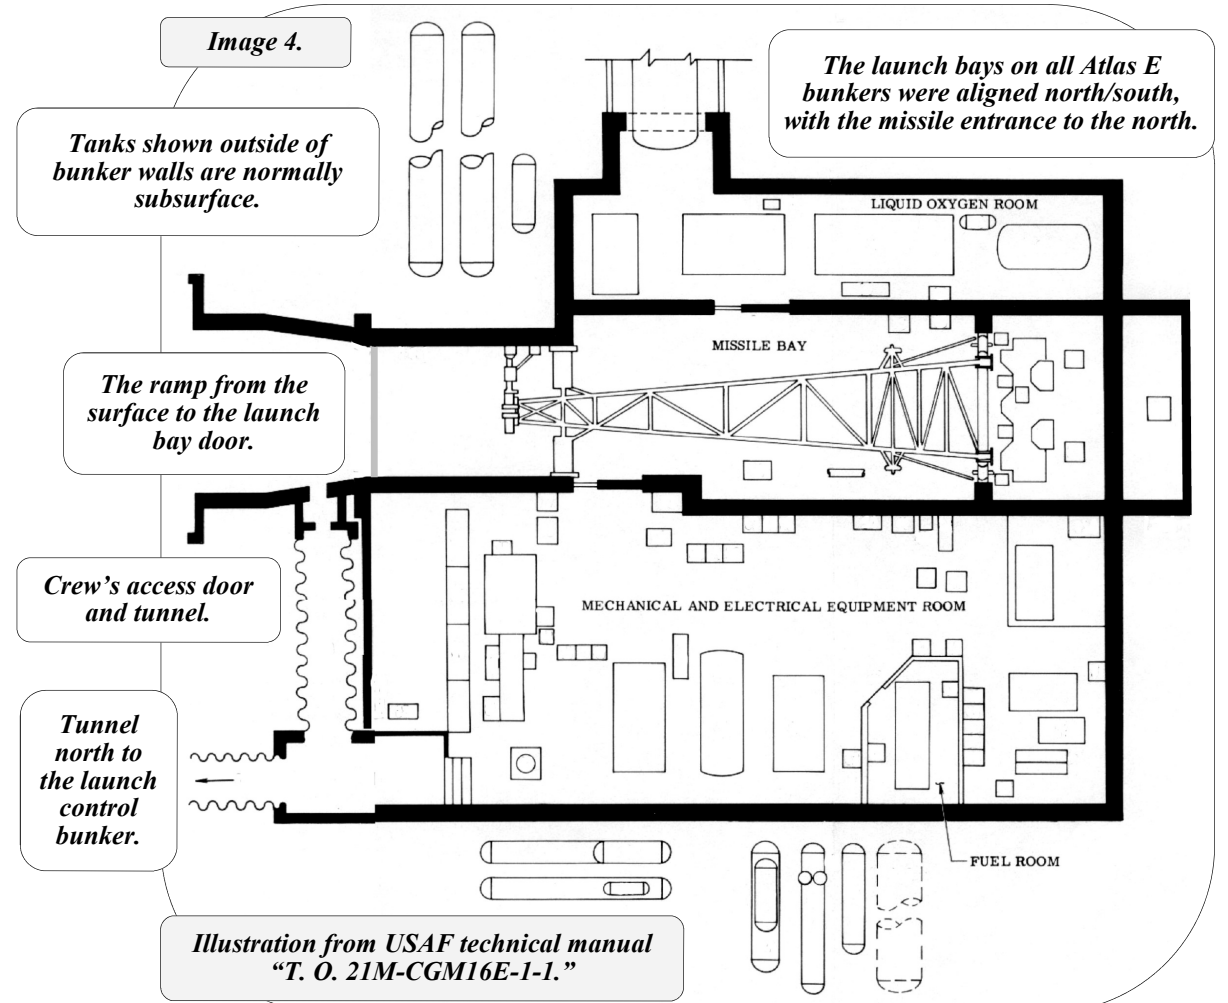 Image 4.
The launch bays on all Atlas E
bunkers were aligned north/south,
with the missile entrance to the north.
Tanks shown outside of
bunker walls are normally
subsurface.
LIQUID OXYGEN ROOM
MISSILE BAY
The ramp from the
surface to the launch
bay door.
Crew’s access door
and tunnel.
MECHANICAL AND ELECTRICAL EQUIPMENT ROOM
Tunnel
north to
the launch
control
bunker.
FUEL ROOM
Illustration from USAF technical manual
“T. O. 21M-CGM16E-1-1.”